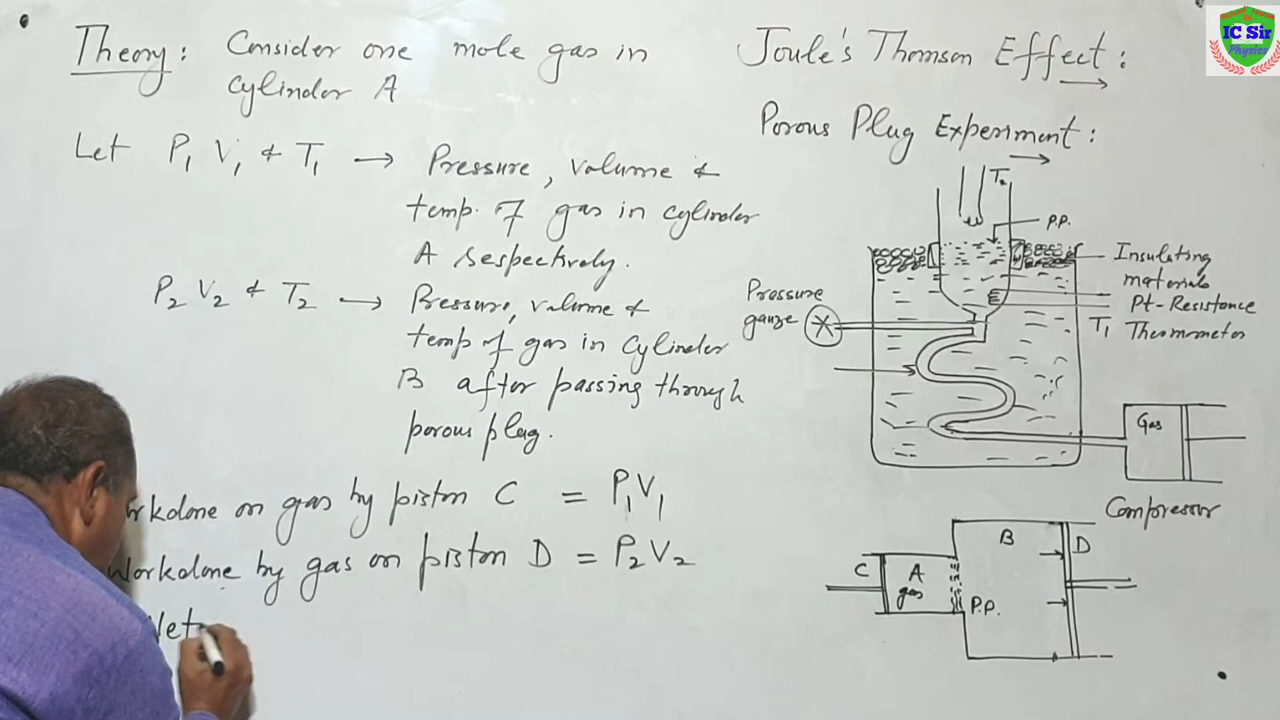 Theory: Consider one mole gas in
cylinder A
Let P₁ V₁ & T₁ → Pressure, volume &
temp. of gas in cylinder
A respectively.
P₂ V₂ & T₂ → Pressure, volume &
temp of gas in Cylinder
B after passing through
porous plug.
rkdone on gas by piston C = P₁V₁
Workdone by gas on piston D = P₂V₂
Net
Joule's Thomson Effect:
Porous Plug Experiment:
T₂
P.P.
Insulating
materials
Pt-Resistance
T₁ Thermometer
Pressure
gauze
Gas
Compressor
C
A
gas
P.P.
B
D
IC Sir
Physics